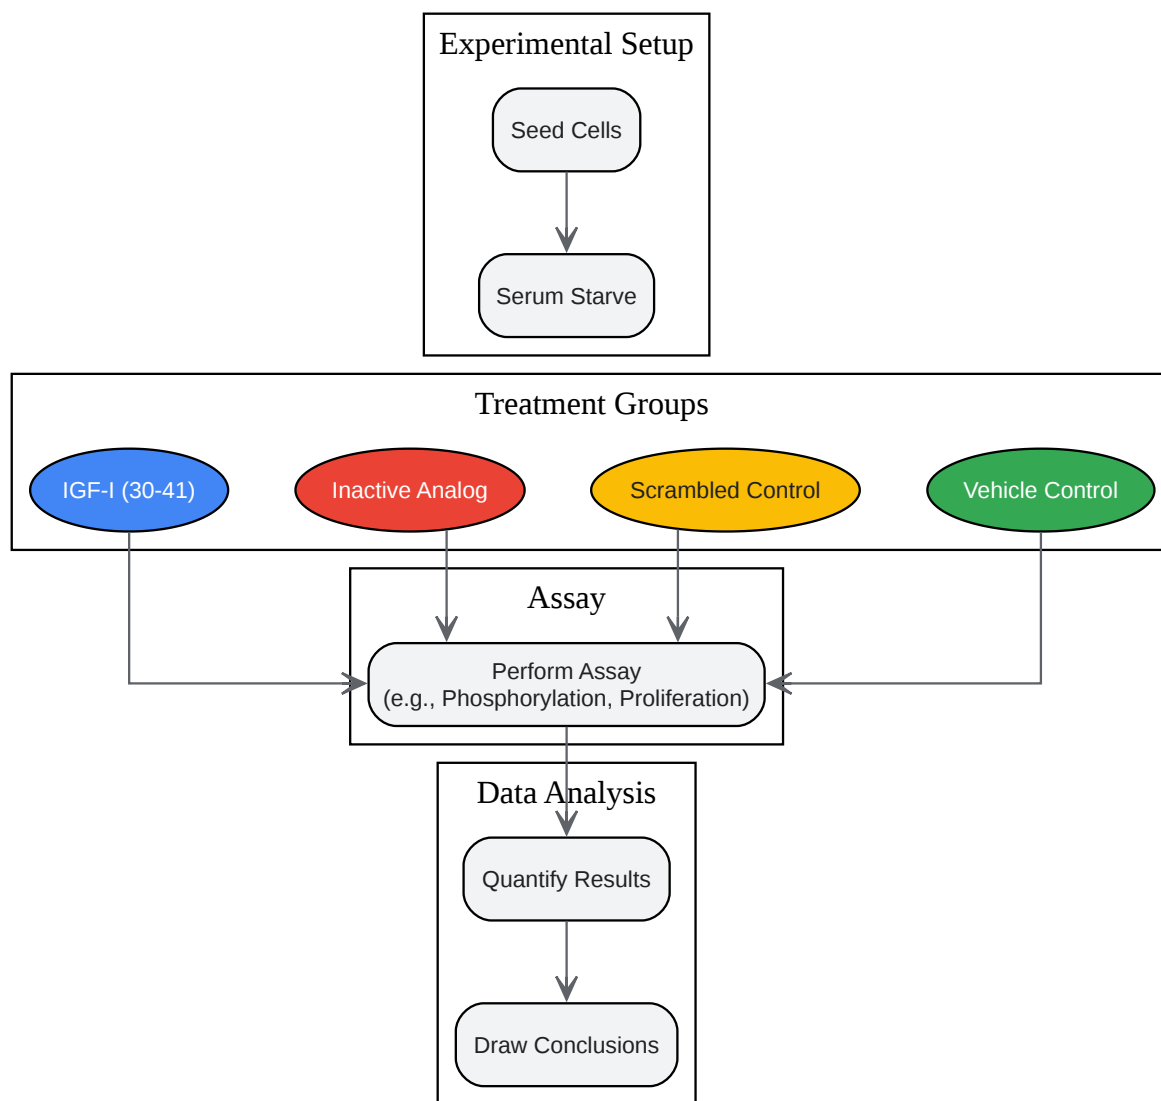 Experimental Setup
Seed Cells
Serum Starve
Treatment Groups
IGF-I (30-41)
Inactive Analog
Scrambled Control
Vehicle Control
Assay
Perform Assay
(e.g., Phosphorylation, Proliferation)
Data Analysis
Quantify Results
Draw Conclusions